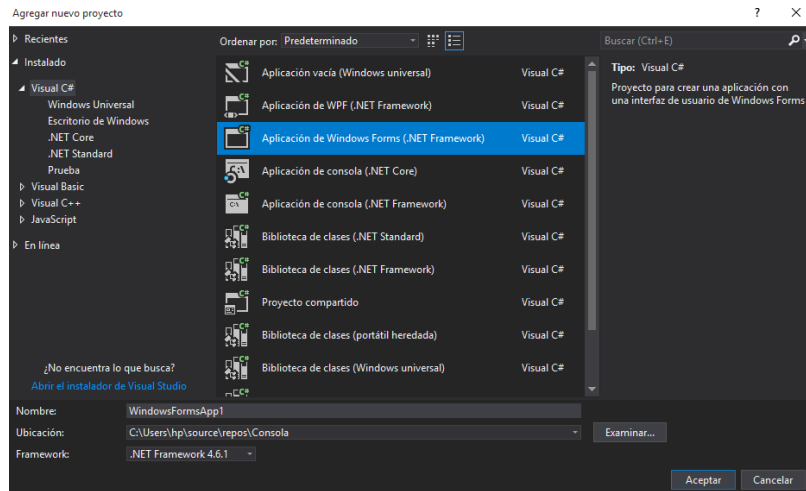 Agregar nuevo proyecto
? X
Recientes
Instalado
Visual C#
Windows Universal
Escritorio de Windows
.NET Core
.NET Standard
Prueba
Visual Basic
Visual C++
JavaScript
En línea
¿No encuentra lo que busca?
Abrir el instalador de Visual Studio
Ordenar por: Predeterminado
Aplicación vacía (Windows universal) Visual C#
Aplicación de WPF (.NET Framework) Visual C#
Aplicación de Windows Forms (.NET Framework) Visual C#
Aplicación de consola (.NET Core) Visual C#
Aplicación de consola (.NET Framework) Visual C#
Biblioteca de clases (.NET Standard) Visual C#
Biblioteca de clases (.NET Framework) Visual C#
Proyecto compartido Visual C#
Biblioteca de clases (portátil heredada) Visual C#
Biblioteca de clases (Windows universal) Visual C#
Buscar (Ctrl+E)
Tipo: Visual C#
Proyecto para crear una aplicación con
una interfaz de usuario de Windows Forms
Nombre: WindowsFormsApp1
Ubicación: C:\Users\hp\source\repos\Consola Examinar...
Framework: .NET Framework 4.6.1
Aceptar Cancelar